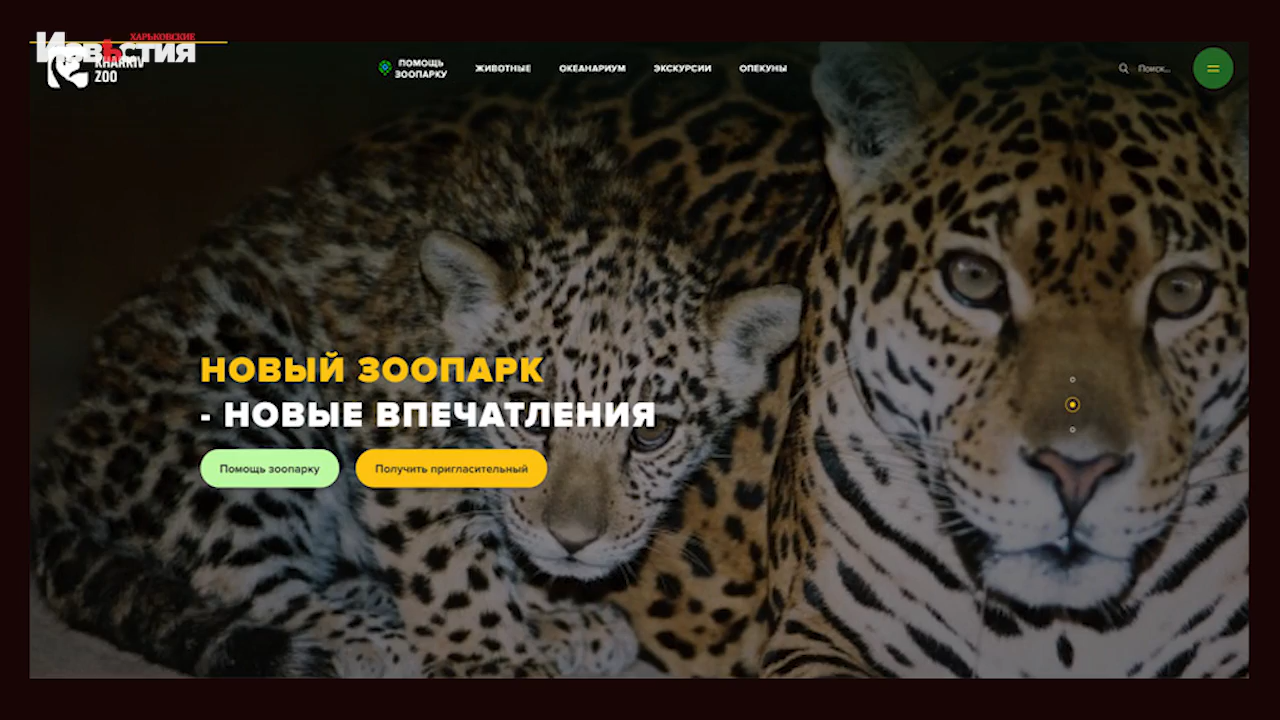 ХАРЬКОВСКИЕ
ИзвѣстиЯ
KHARKIV
ZOO
ПОМОЩЬ
ЗООПАРКУ
ЖИВОТНЫЕ
ОКЕАНАРИУМ
ЭКСКУРСИИ
ОПЕКУНЫ
Поиск...
НОВЫЙ ЗООПАРК
- НОВЫЕ ВПЕЧАТЛЕНИЯ
Помощь зоопарку
Получить пригласительный